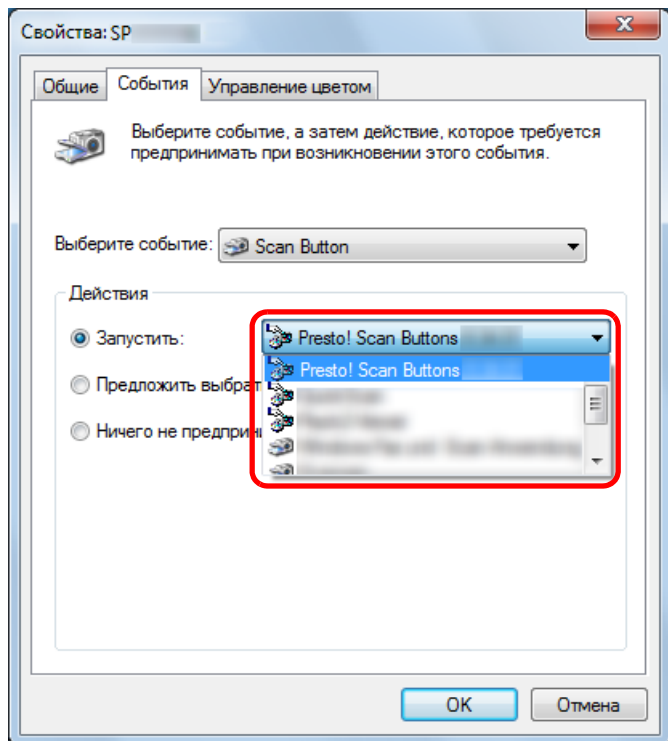 Свойства: SP
Общие События Управление цветом
Выберите событие, а затем действие, которое требуется
предпринимать при возникновении этого события.
Выберите событие: Scan Button
Действия
Запустить: Presto! Scan Buttons
Presto! Scan Buttons
Предложить выбрат
Ничего не предприн
OK Отмена